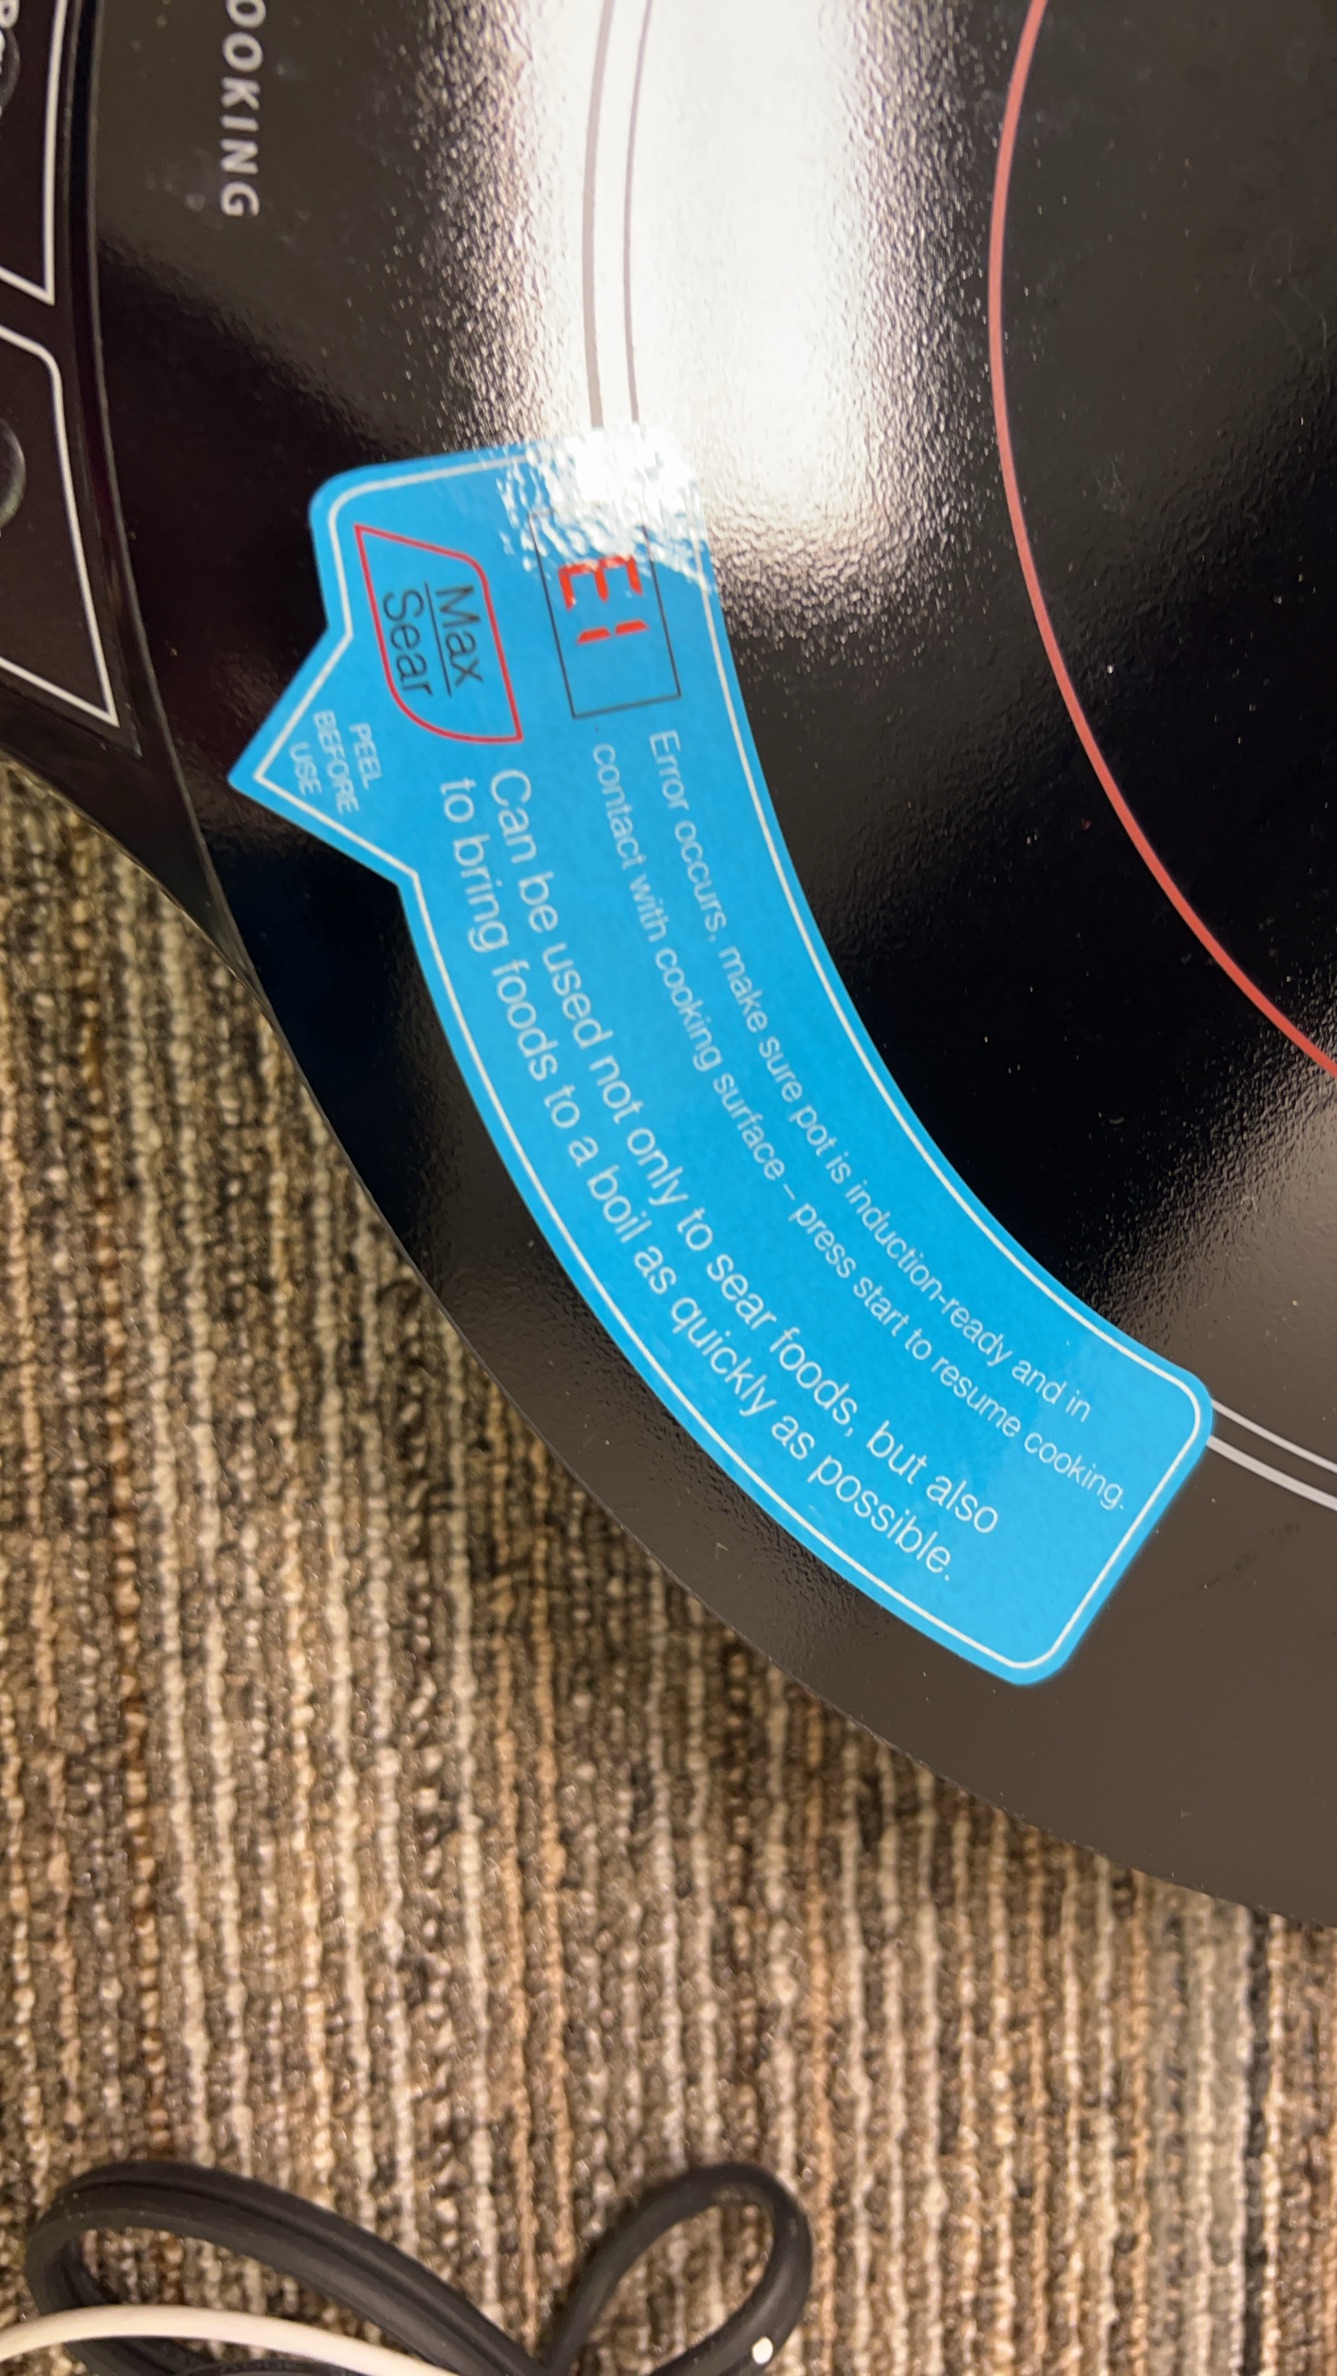 OOKING
E1
Error occurs, make sure pot is induction-ready and in
contact with cooking surface – press start to resume cooking.
Max
Sear
Can be used not only to sear foods, but also
to bring foods to a boil as quickly as possible.
PEEL
BEFORE
USE